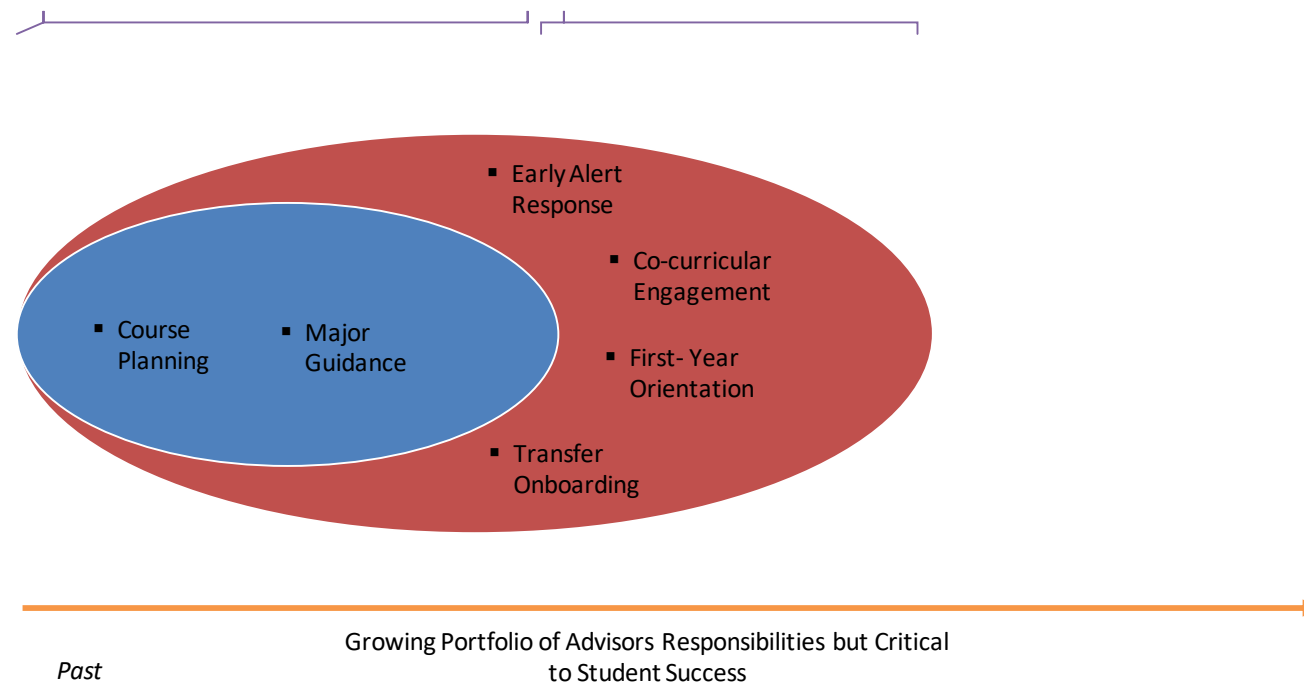 ▪ Early Alert
Response
▪ Co-curricular
Engagement
▪ Course
Planning
▪ Major
Guidance
▪ First- Year
Orientation
▪ Transfer
Onboarding
Growing Portfolio of Advisors Responsibilities but Critical
to Student Success
Past